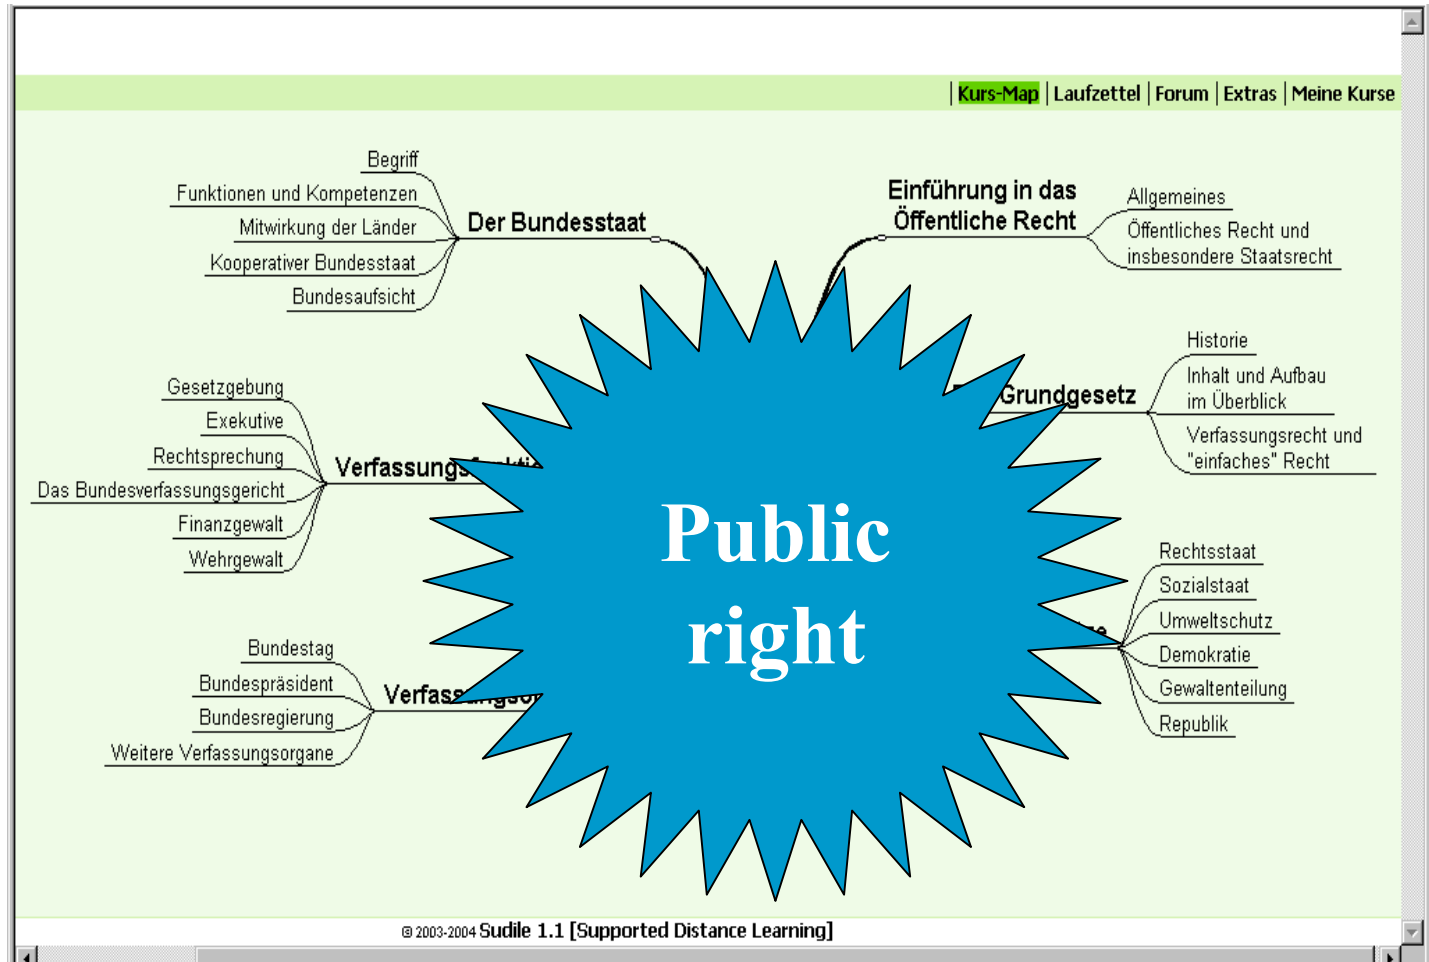 Kurs-Map | Laufzettel | Forum | Extras | Meine Kurse
Begriff
Funktionen und Kompetenzen
Mitwirkung der Länder
Kooperativer Bundesstaat
Bundesaufsicht
Der Bundesstaat
Einführung in das
Öffentliche Recht
Allgemeines
Öffentliches Recht und
insbesondere Staatsrecht
Grundgesetz
Historie
Inhalt und Aufbau
im Überblick
Verfassungsrecht und
"einfaches" Recht
Gesetzgebung
Exekutive
Rechtsprechung
Das Bundesverfassungsgericht
Finanzgewalt
Wehrgewalt
Public
right
Rechtsstaat
Sozialstaat
Umweltschutz
Demokratie
Gewaltenteilung
Republik
Bundestag
Bundespräsident
Bundesregierung
Weitere Verfassungsorgane
© 2003-2004 Sudile 1.1 [Supported Distance Learning]